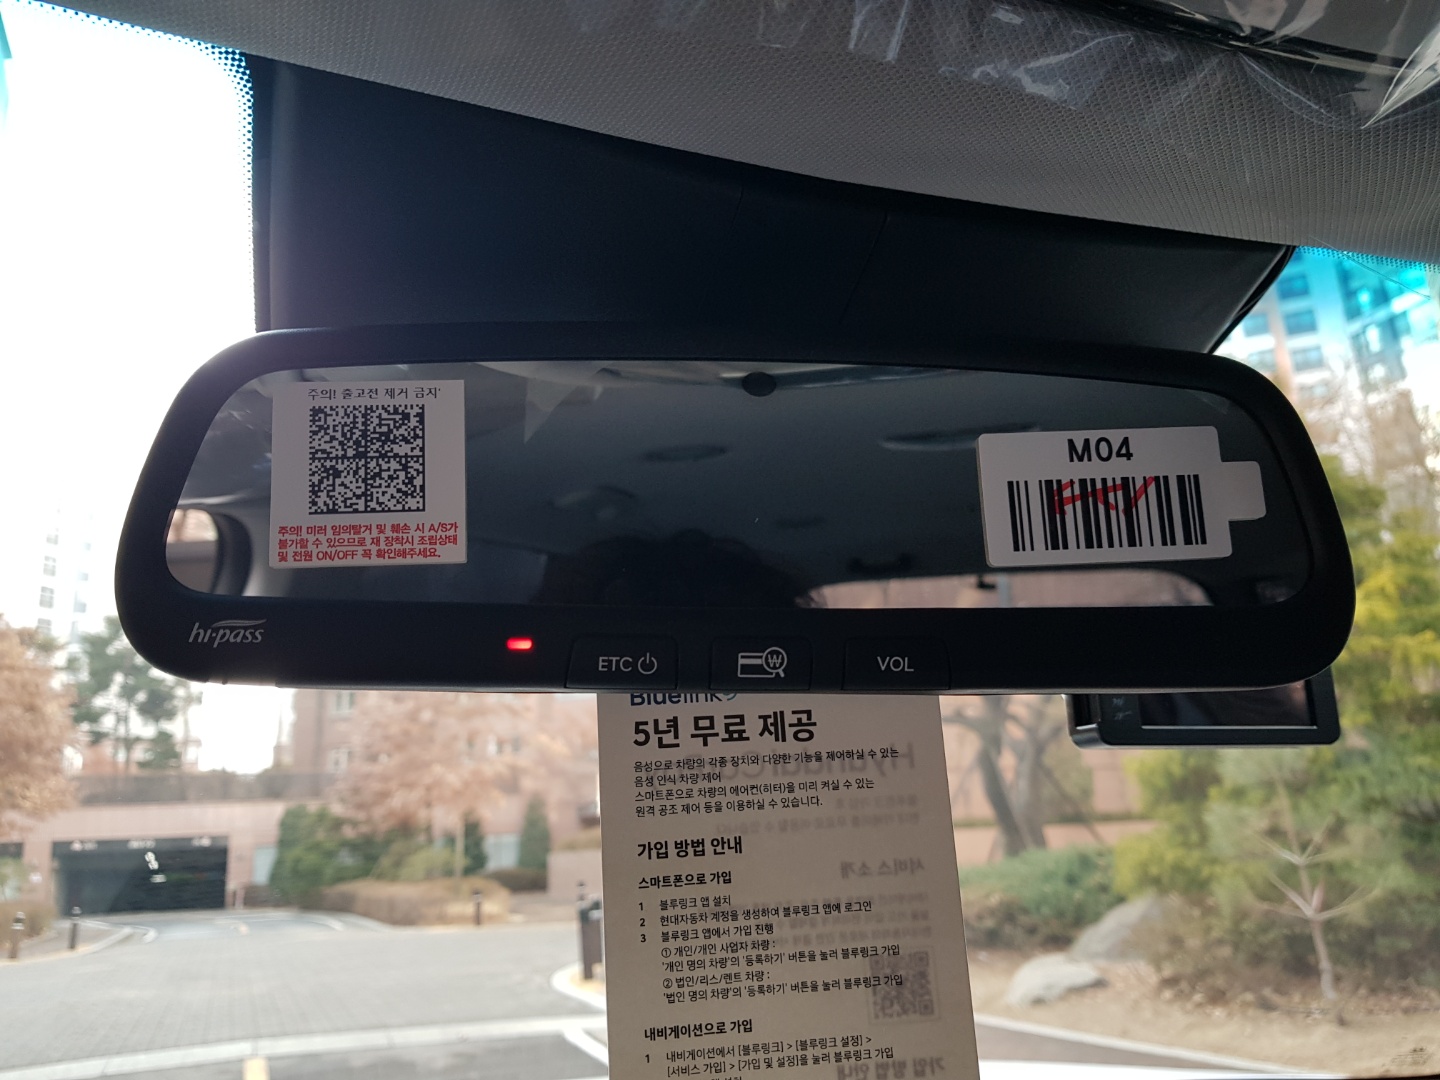 주의! 출고전 제거 금지
주의! 미러 임의탈거 및 훼손 시 A/S가
불가할 수 있으므로 재 장착시 조립상태
및 전원 ON/OFF 꼭 확인해주세요.
M04
hi-pass
ETC
VOL
Bluelink
5년 무료 제공
음성으로 차량의 각종 장치와 다양한 기능을 제어하실 수 있는
음성 인식 차량 제어
스마트폰으로 차량의 에어컨(히터)을 미리 켜실 수 있는
원격 공조 제어 등을 이용하실 수 있습니다.
가입 방법 안내
스마트폰으로 가입
1 블루링크 앱 설치
2 현대자동차 계정을 생성하여 블루링크 앱에 로그인
3 블루링크 앱에서 가입 진행
① 개인/개인 사업자 차량 :
'개인 명의 차량'의 '등록하기' 버튼을 눌러 블루링크 가입
② 법인/리스/렌트 차량 :
'법인 명의 차량'의 '등록하기' 버튼을 눌러 블루링크 가입
내비게이션으로 가입
1 내비게이션에서 [블루링크] > [블루링크 설정] >
[서비스 가입] > [가입 및 설정]을 눌러 블루링크 가입